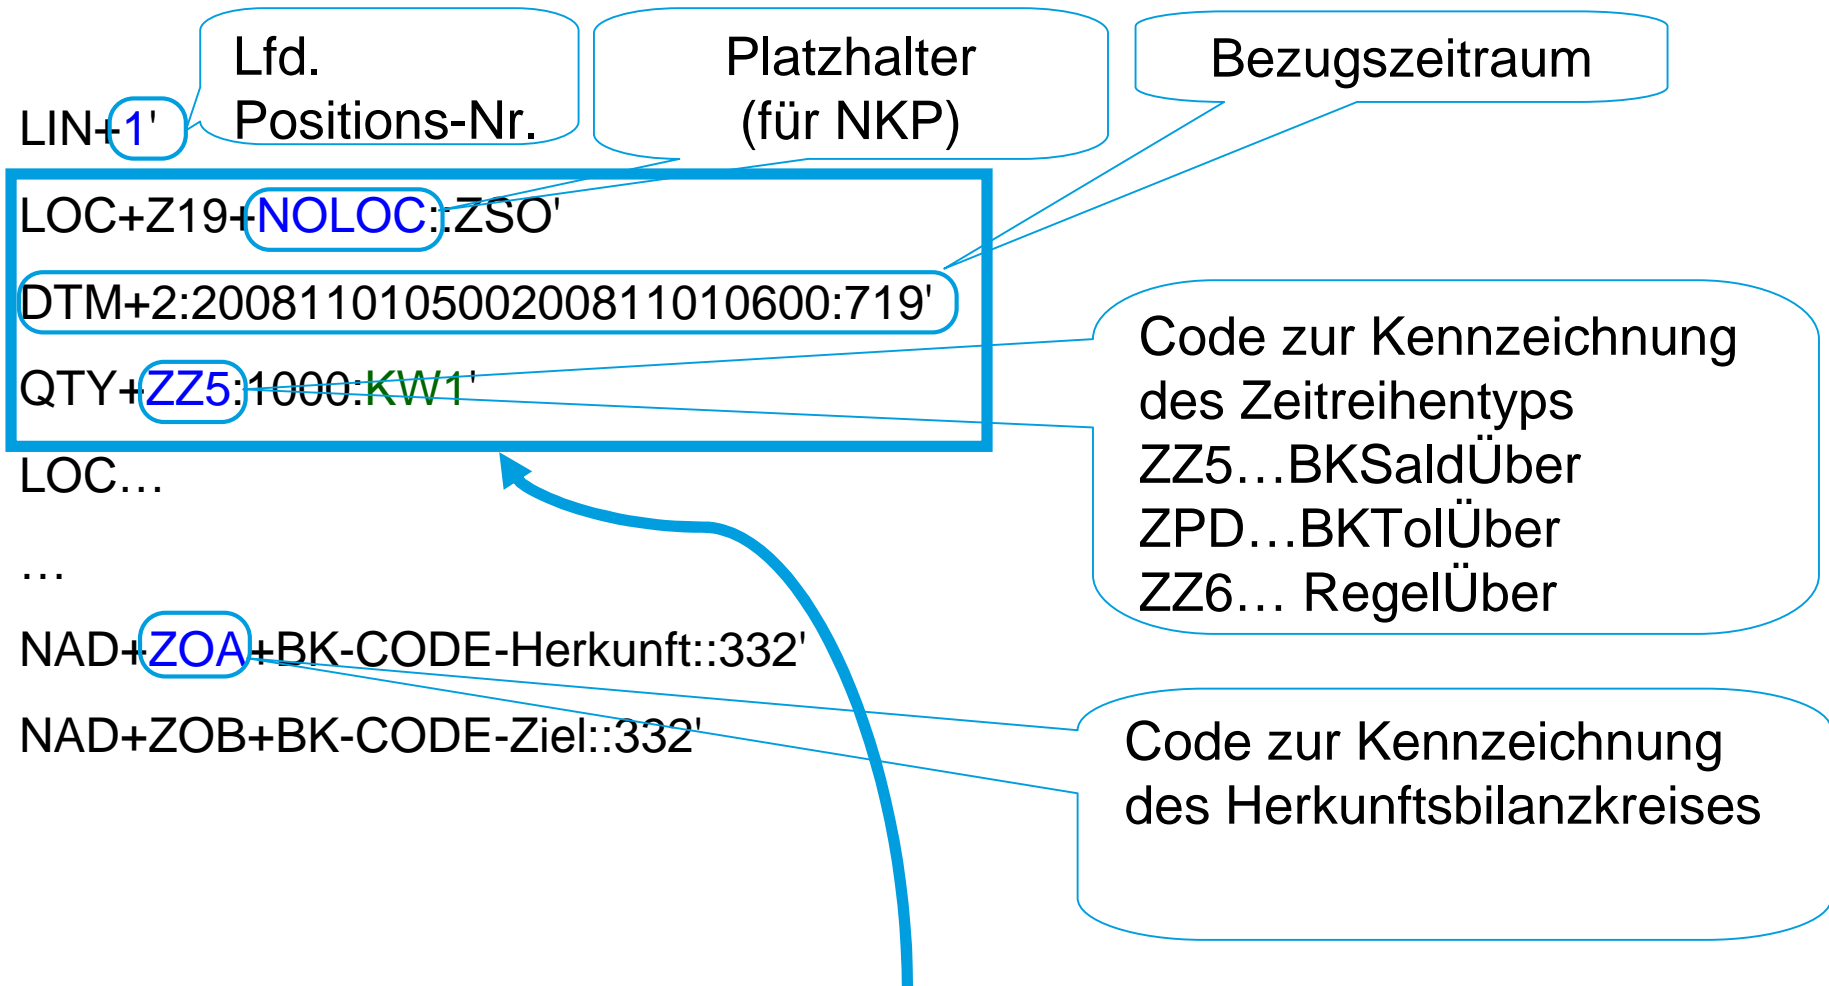 Lfd.
Positions-Nr.
Platzhalter
(für NKP)
Bezugszeitraum
LIN+1'
LOC+Z19+NOLOC::ZSO'
DTM+2:200811010500200811010600:719'
QTY+ZZ5:1000:KW1'
LOC…
…
NAD+ZOA+BK-CODE-Herkunft::332'
NAD+ZOB+BK-CODE-Ziel::332'
Code zur Kennzeichnung
des Zeitreihentyps
ZZ5…BKSaldÜber
ZPD…BKTolÜber
ZZ6… RegelÜber
Code zur Kennzeichnung
des Herkunftsbilanzkreises